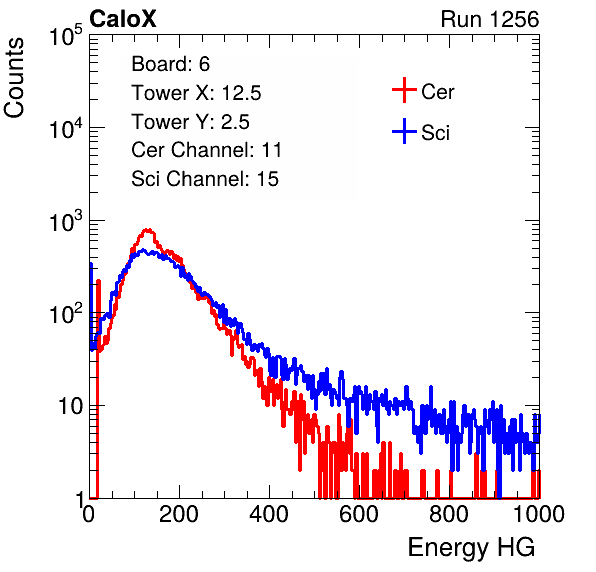 CaloX Run 1256
Counts
10^5
10^4
10^3
10^2
10
1
Board: 6
Tower X: 12.5
Tower Y: 2.5
Cer Channel: 11
Sci Channel: 15
Cer
Sci
0 200 400 600 800 1000
Energy HG